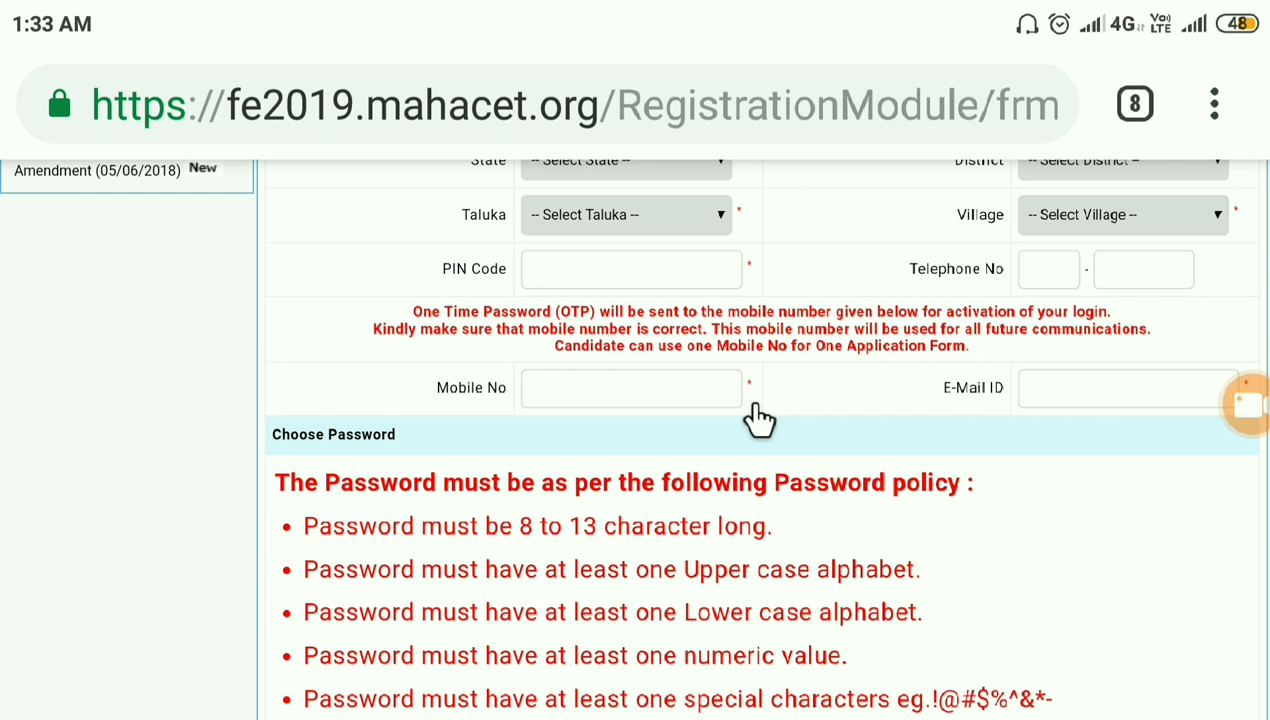 1:33 AM 4G Vo) LTE 48
https://fe2019.mahacet.org/RegistrationModule/frm 8
Amendment (05/06/2018) New
State -- Select State -- District -- Select District --
Taluka -- Select Taluka -- * Village -- Select Village -- *
PIN Code * Telephone No -
One Time Password (OTP) will be sent to the mobile number given below for activation of your login.
Kindly make sure that mobile number is correct. This mobile number will be used for all future communications.
Candidate can use one Mobile No for One Application Form.
Mobile No * E-Mail ID *
Choose Password
The Password must be as per the following Password policy :
• Password must be 8 to 13 character long.
• Password must have at least one Upper case alphabet.
• Password must have at least one Lower case alphabet.
• Password must have at least one numeric value.
• Password must have at least one special characters eg.!@#$%^&*-